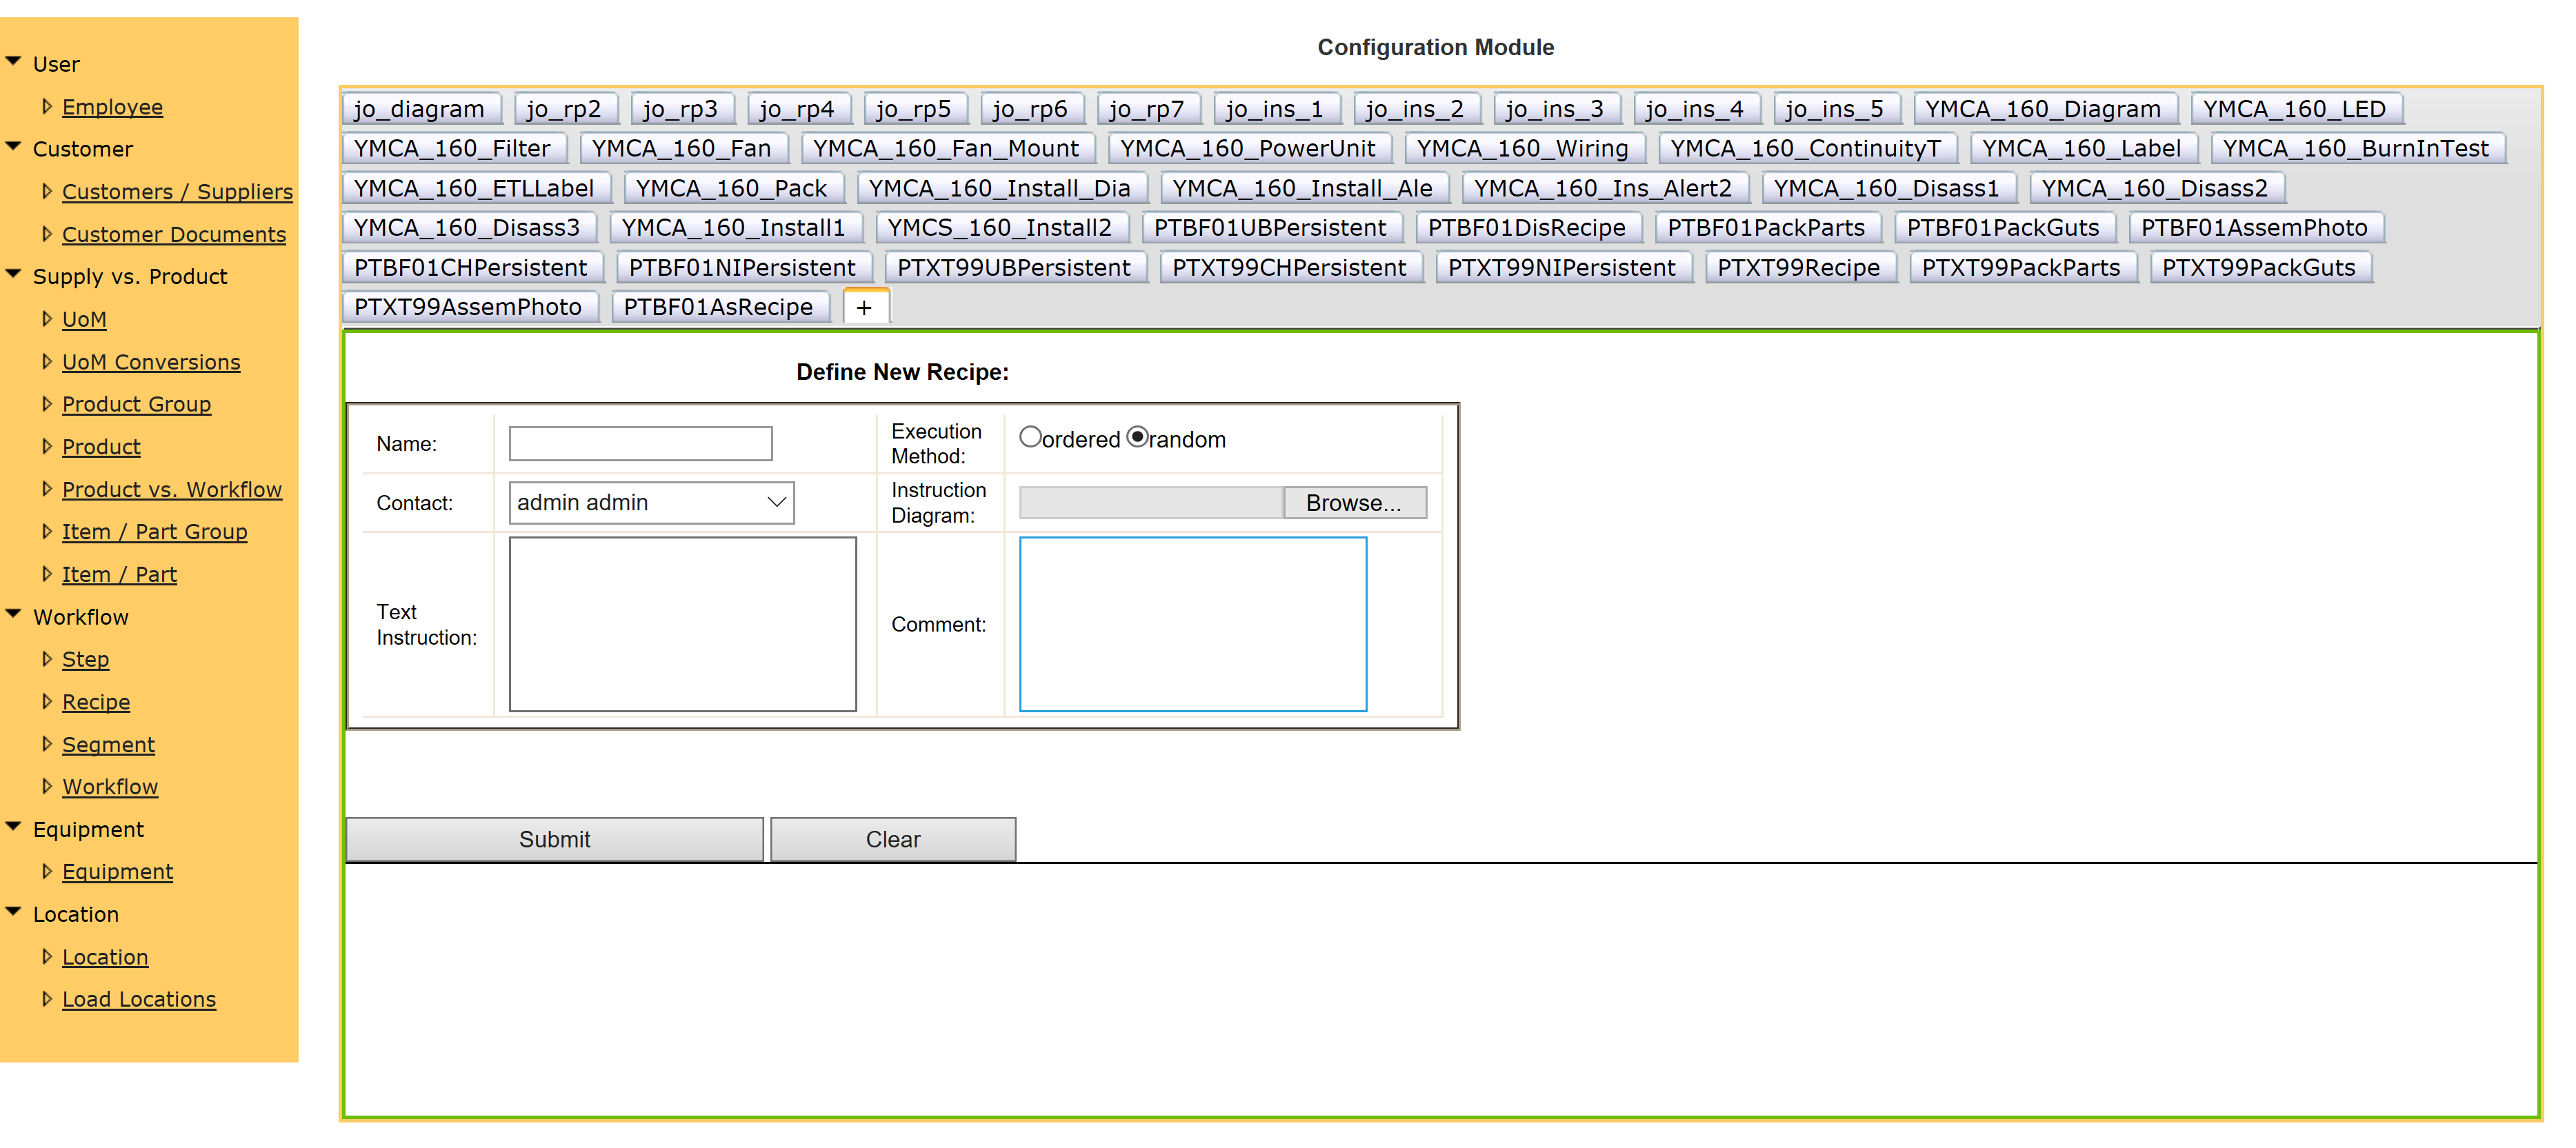 Configuration Module
User
Employee
Customer
Customers / Suppliers
Customer Documents
Supply vs. Product
UoM
UoM Conversions
Product Group
Product
Product vs. Workflow
Item / Part Group
Item / Part
Workflow
Step
Recipe
Segment
Workflow
Equipment
Equipment
Location
Location
Load Locations
jo_diagram jo_rp2 jo_rp3 jo_rp4 jo_rp5 jo_rp6 jo_rp7 jo_ins_1 jo_ins_2 jo_ins_3 jo_ins_4 jo_ins_5 YMCA_160_Diagram YMCA_160_LED
YMCA_160_Filter YMCA_160_Fan YMCA_160_Fan_Mount YMCA_160_PowerUnit YMCA_160_Wiring YMCA_160_ContinuityT YMCA_160_Label YMCA_160_BurnInTest
YMCA_160_ETLLabel YMCA_160_Pack YMCA_160_Install_Dia YMCA_160_Install_Ale YMCA_160_Ins_Alert2 YMCA_160_Disass1 YMCA_160_Disass2
YMCA_160_Disass3 YMCA_160_Install1 YMCS_160_Install2 PTBF01UBPersistent PTBF01DisRecipe PTBF01PackParts PTBF01PackGuts PTBF01AssemPhoto
PTBF01CHPersistent PTBF01NIPersistent PTXT99UBPersistent PTXT99CHPersistent PTXT99NIPersistent PTXT99Recipe PTXT99PackParts PTXT99PackGuts
PTXT99AssemPhoto PTBF01AsRecipe +
Define New Recipe:
Name:
Execution
Method:
ordered random
Contact:
admin admin
Instruction
Diagram:
Browse...
Text
Instruction:
Comment:
Submit Clear